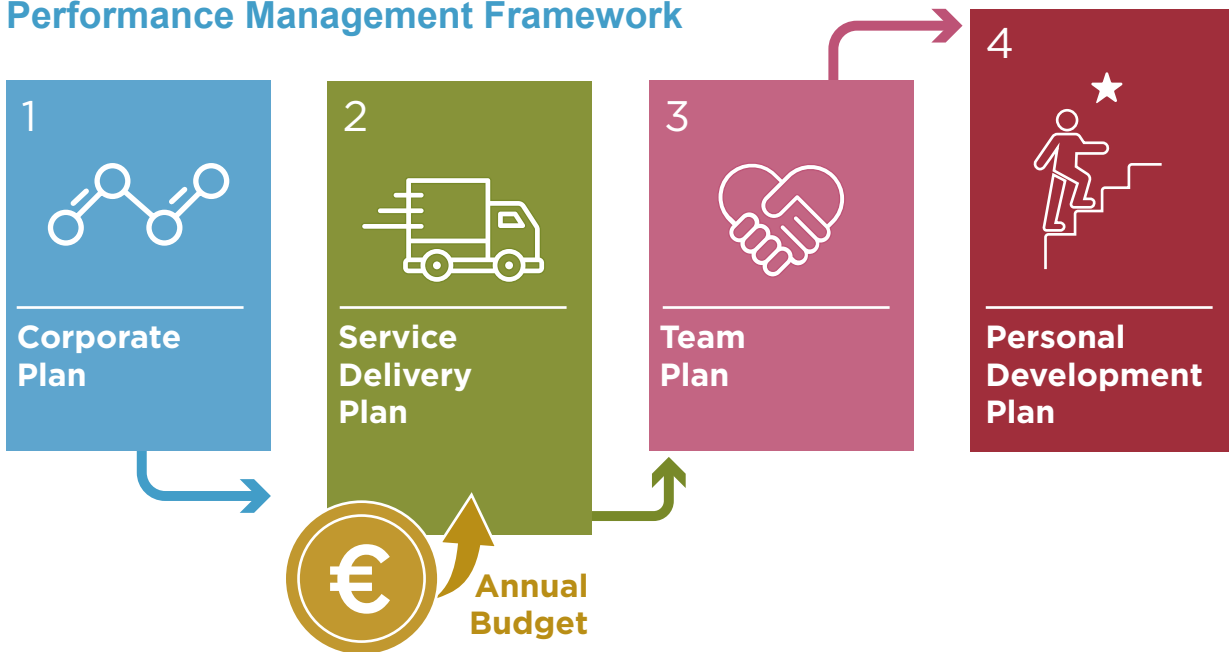 Performance Management Framework
1
Corporate
Plan
2
Service
Delivery
Plan
€
Annual
Budget
3
Team
Plan
4
Personal
Development
Plan